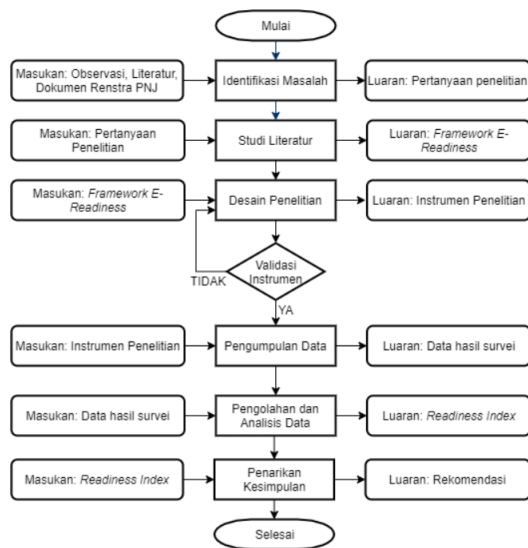 Mulai
Masukan: Observasi, Literatur,
Dokumen Renstra PNJ
Identifikasi Masalah
Luaran: Pertanyaan penelitian
Masukan: Pertanyaan
Penelitian
Studi Literatur
Luaran: Framework E-
Readiness
Masukan: Framework E-
Readiness
Desain Penelitian
Luaran: Instrumen Penelitian
Validasi
Instrumen
TIDAK
YA
Masukan: Instrumen Penelitian
Pengumpulan Data
Luaran: Data hasil survei
Masukan: Data hasil survei
Pengolahan dan
Analisis Data
Luaran: Readiness Index
Masukan: Readiness Index
Penarikan
Kesimpulan
Luaran: Rekomendasi
Selesai